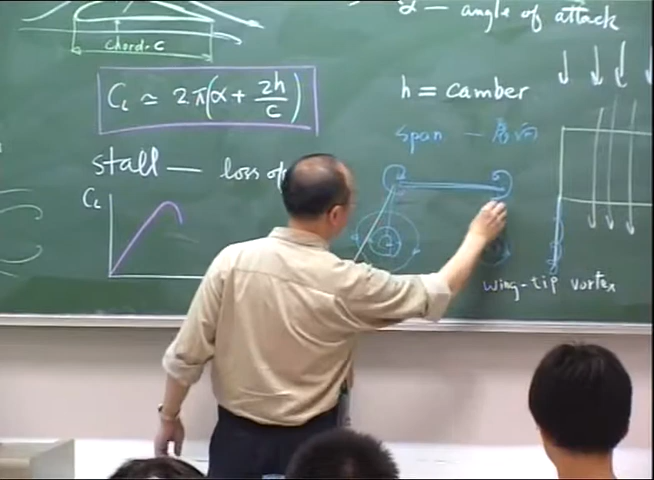 α — angle of attack
chord-c
C_L ≃ 2π(α + 2h/c)
h = camber
span — 展向
stall — loss of
C_L
wing-tip vortex